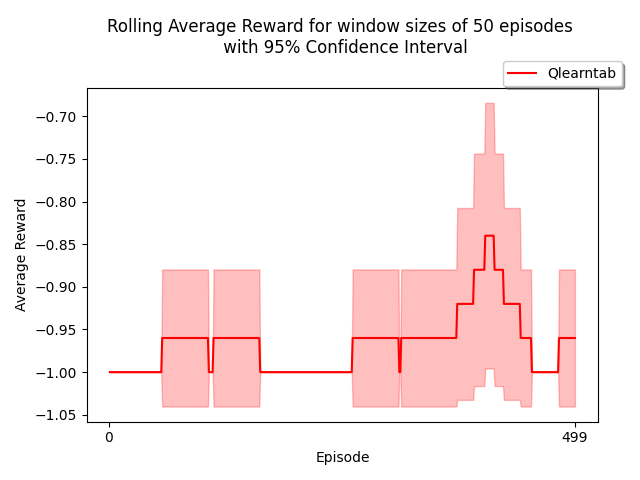 Rolling Average Reward for window sizes of 50 episodes
with 95% Confidence Interval
Qlearntab
−0.70
−0.75
−0.80
−0.85
−0.90
−0.95
−1.00
−1.05
Average Reward
0
499
Episode